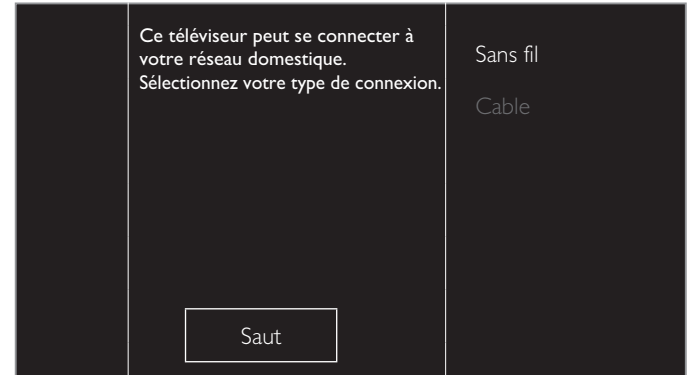 Ce téléviseur peut se connecter à
votre réseau domestique.
Sélectionnez votre type de connexion.
Sans fil
Cable
Saut